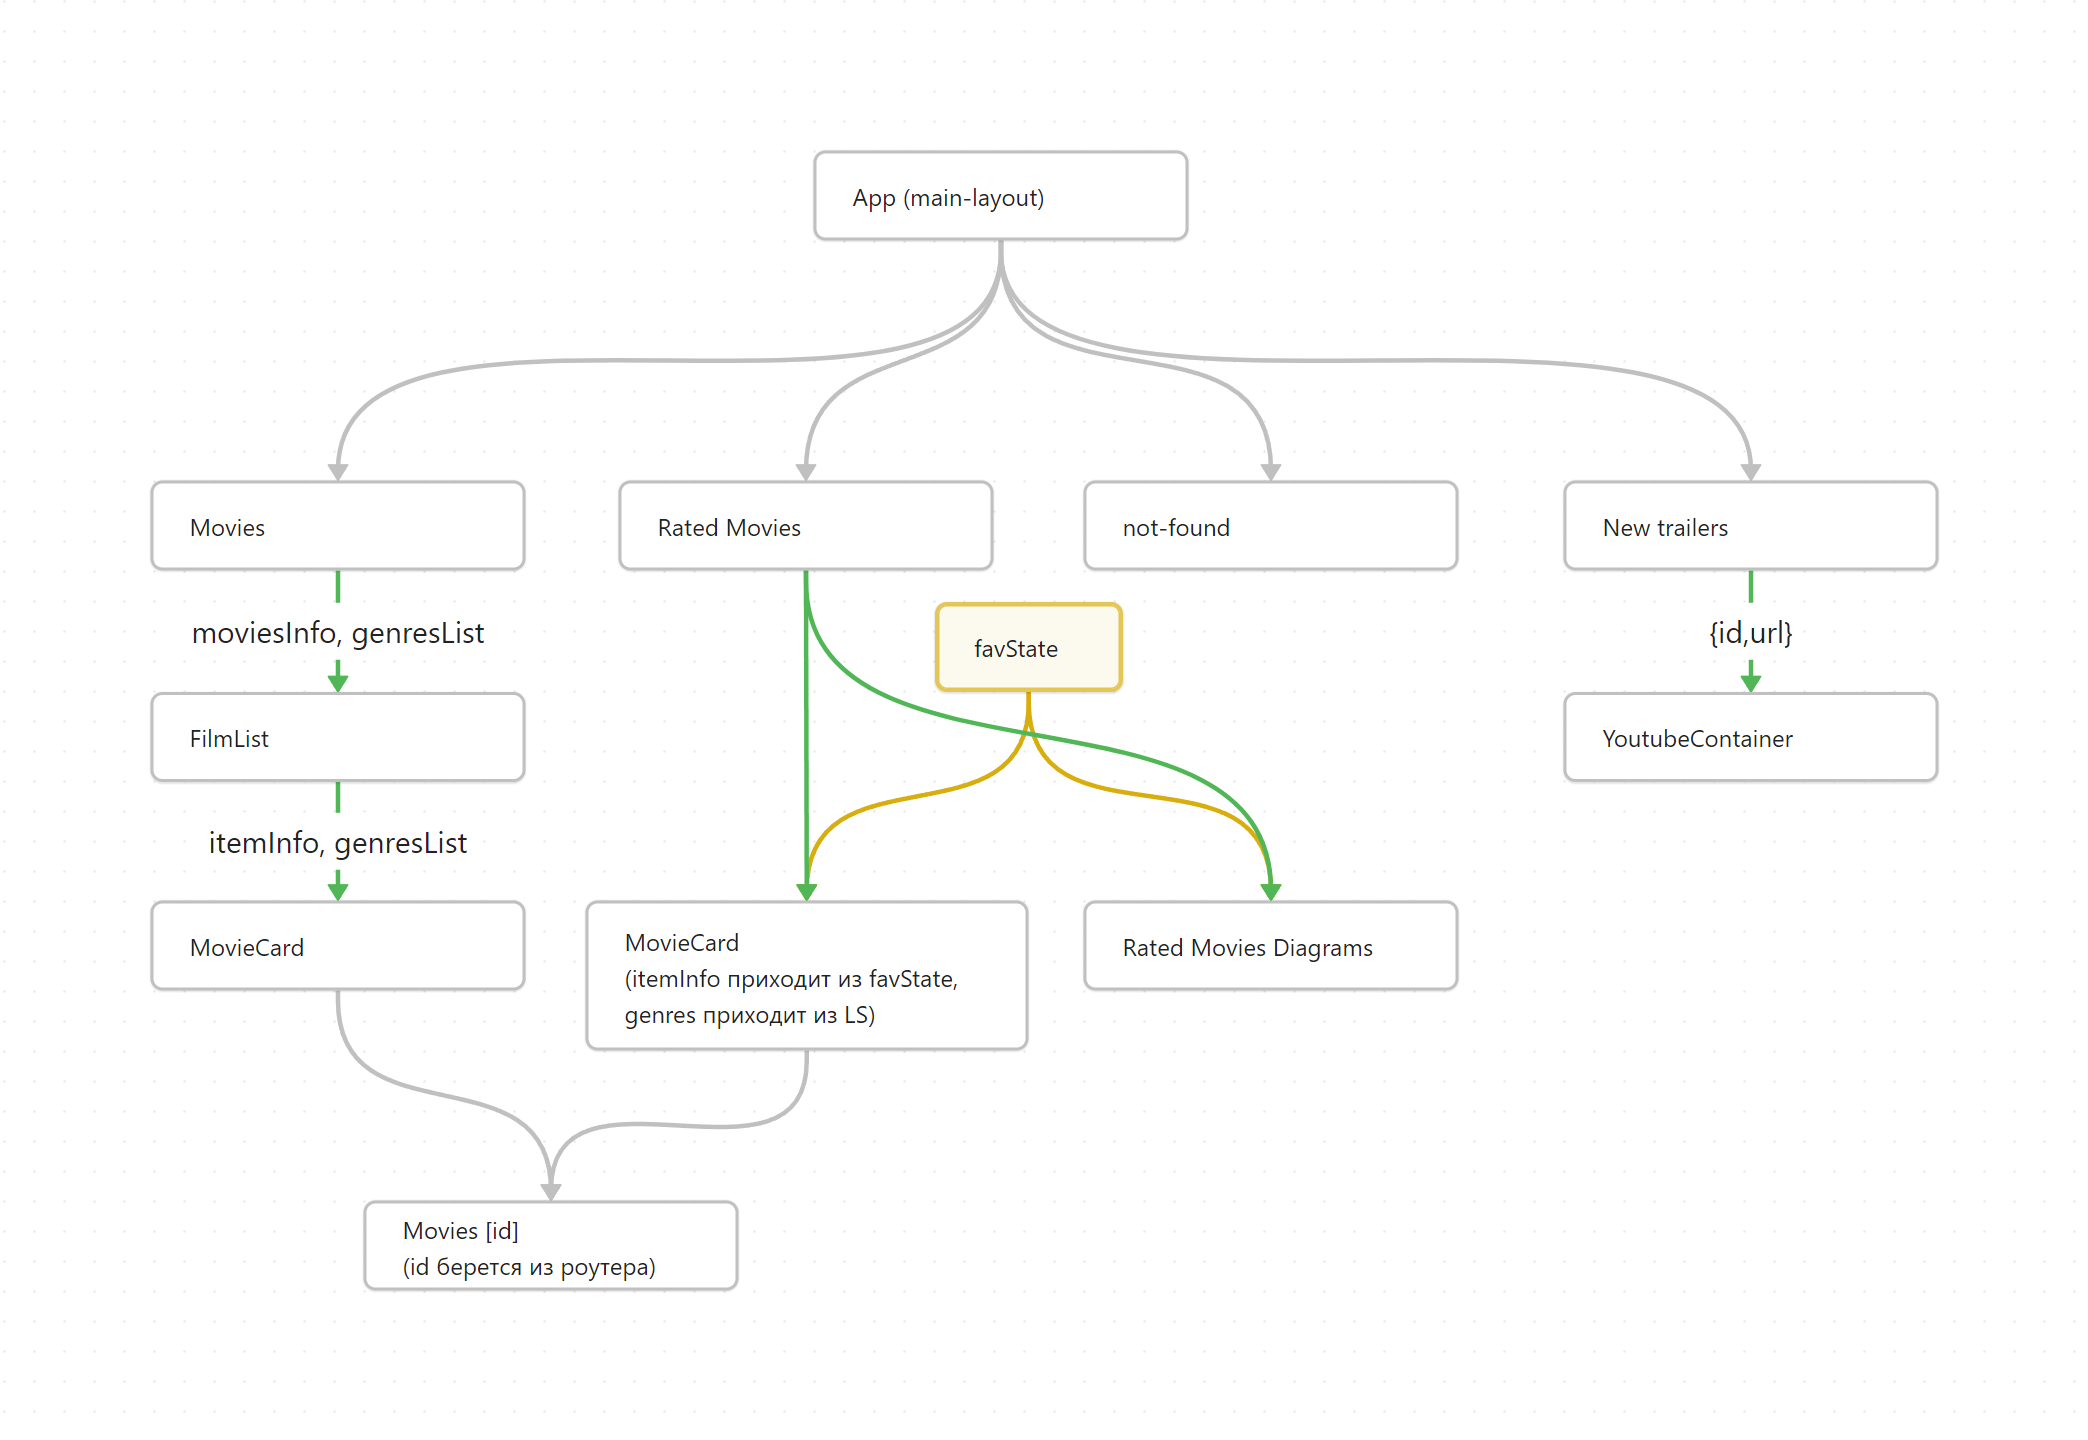 App (main-layout)
Movies
Rated Movies
not-found
New trailers
moviesInfo, genresList
favState
{id,url}
FilmList
YoutubeContainer
itemInfo, genresList
MovieCard
MovieCard
(itemInfo приходит из favState,
genres приходит из LS)
Rated Movies Diagrams
Movies [id]
(id берется из роутера)